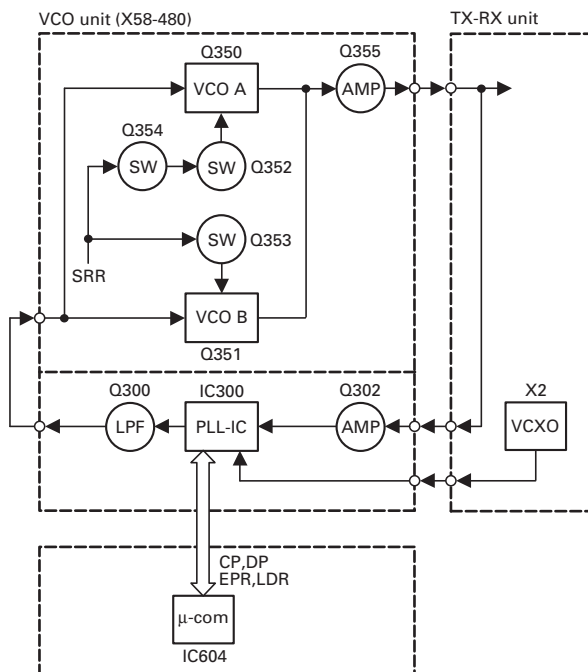 VCO unit (X58-480)
TX-RX unit
Q350
VCO A
Q355
AMP
Q354
SW
SW
Q352
SW
Q353
SRR
VCO B
Q351
Q300
LPF
IC300
PLL-IC
Q302
AMP
X2
VCXO
CP,DP
EPR,LDR
µ-com
IC604